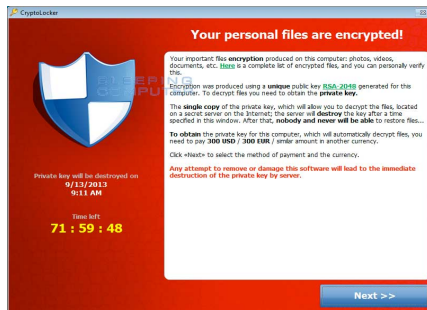 CryptoLocker
Your personal files are encrypted!
Your important files encryption produced on this computer: photos, videos,
documents, etc. Here is a complete list of encrypted files, and you can personally verify
this.
Encryption was produced using a unique public key RSA-2048 generated for this
computer. To decrypt files you need to obtain the private key.
The single copy of the private key, which will allow you to decrypt the files, located
on a secret server on the Internet; the server will destroy the key after a time
specified in this window. After that, nobody and never will be able to restore files...
To obtain the private key for this computer, which will automatically decrypt files, you
need to pay 300 USD / 300 EUR / similar amount in another currency.
Click «Next» to select the method of payment and the currency.
Any attempt to remove or damage this software will lead to the immediate
destruction of the private key by server.
Private key will be destroyed on
9/13/2013
9:11 AM
Time left
71 : 59 : 48
Next >>